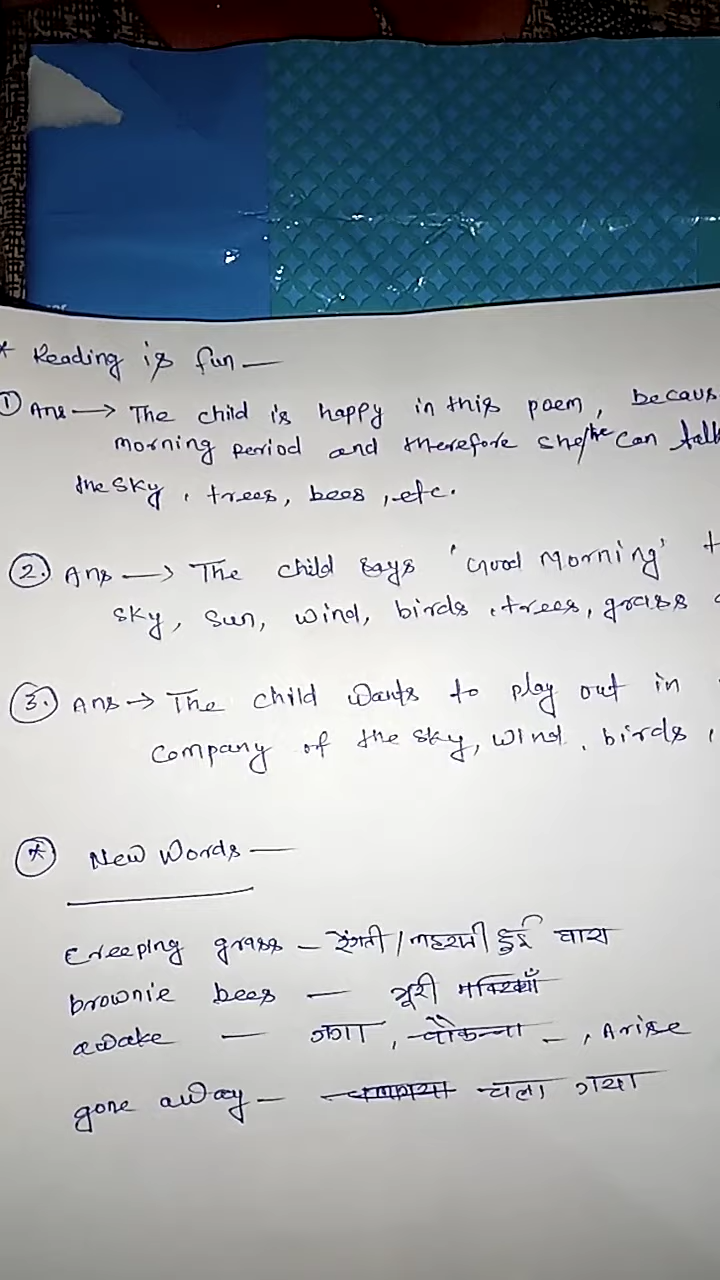 * Reading is fun —
① Ans → The child is happy in this poem, becaus
morning period and therefore she/he can talk
the sky, trees, bees, etc.
②. Ans → The child says 'Good Morning' t
sky, sun, wind, birds, trees, grass
③. Ans → The child wants to play out in
company of the sky, wind, birds,
* New Words —
Creeping grass – रेंगती / लहराती हुई घास
brownie bees — भूरी मक्खियाँ
awake — जगा, चौकन्ना –, Arise
gone away – चला गया